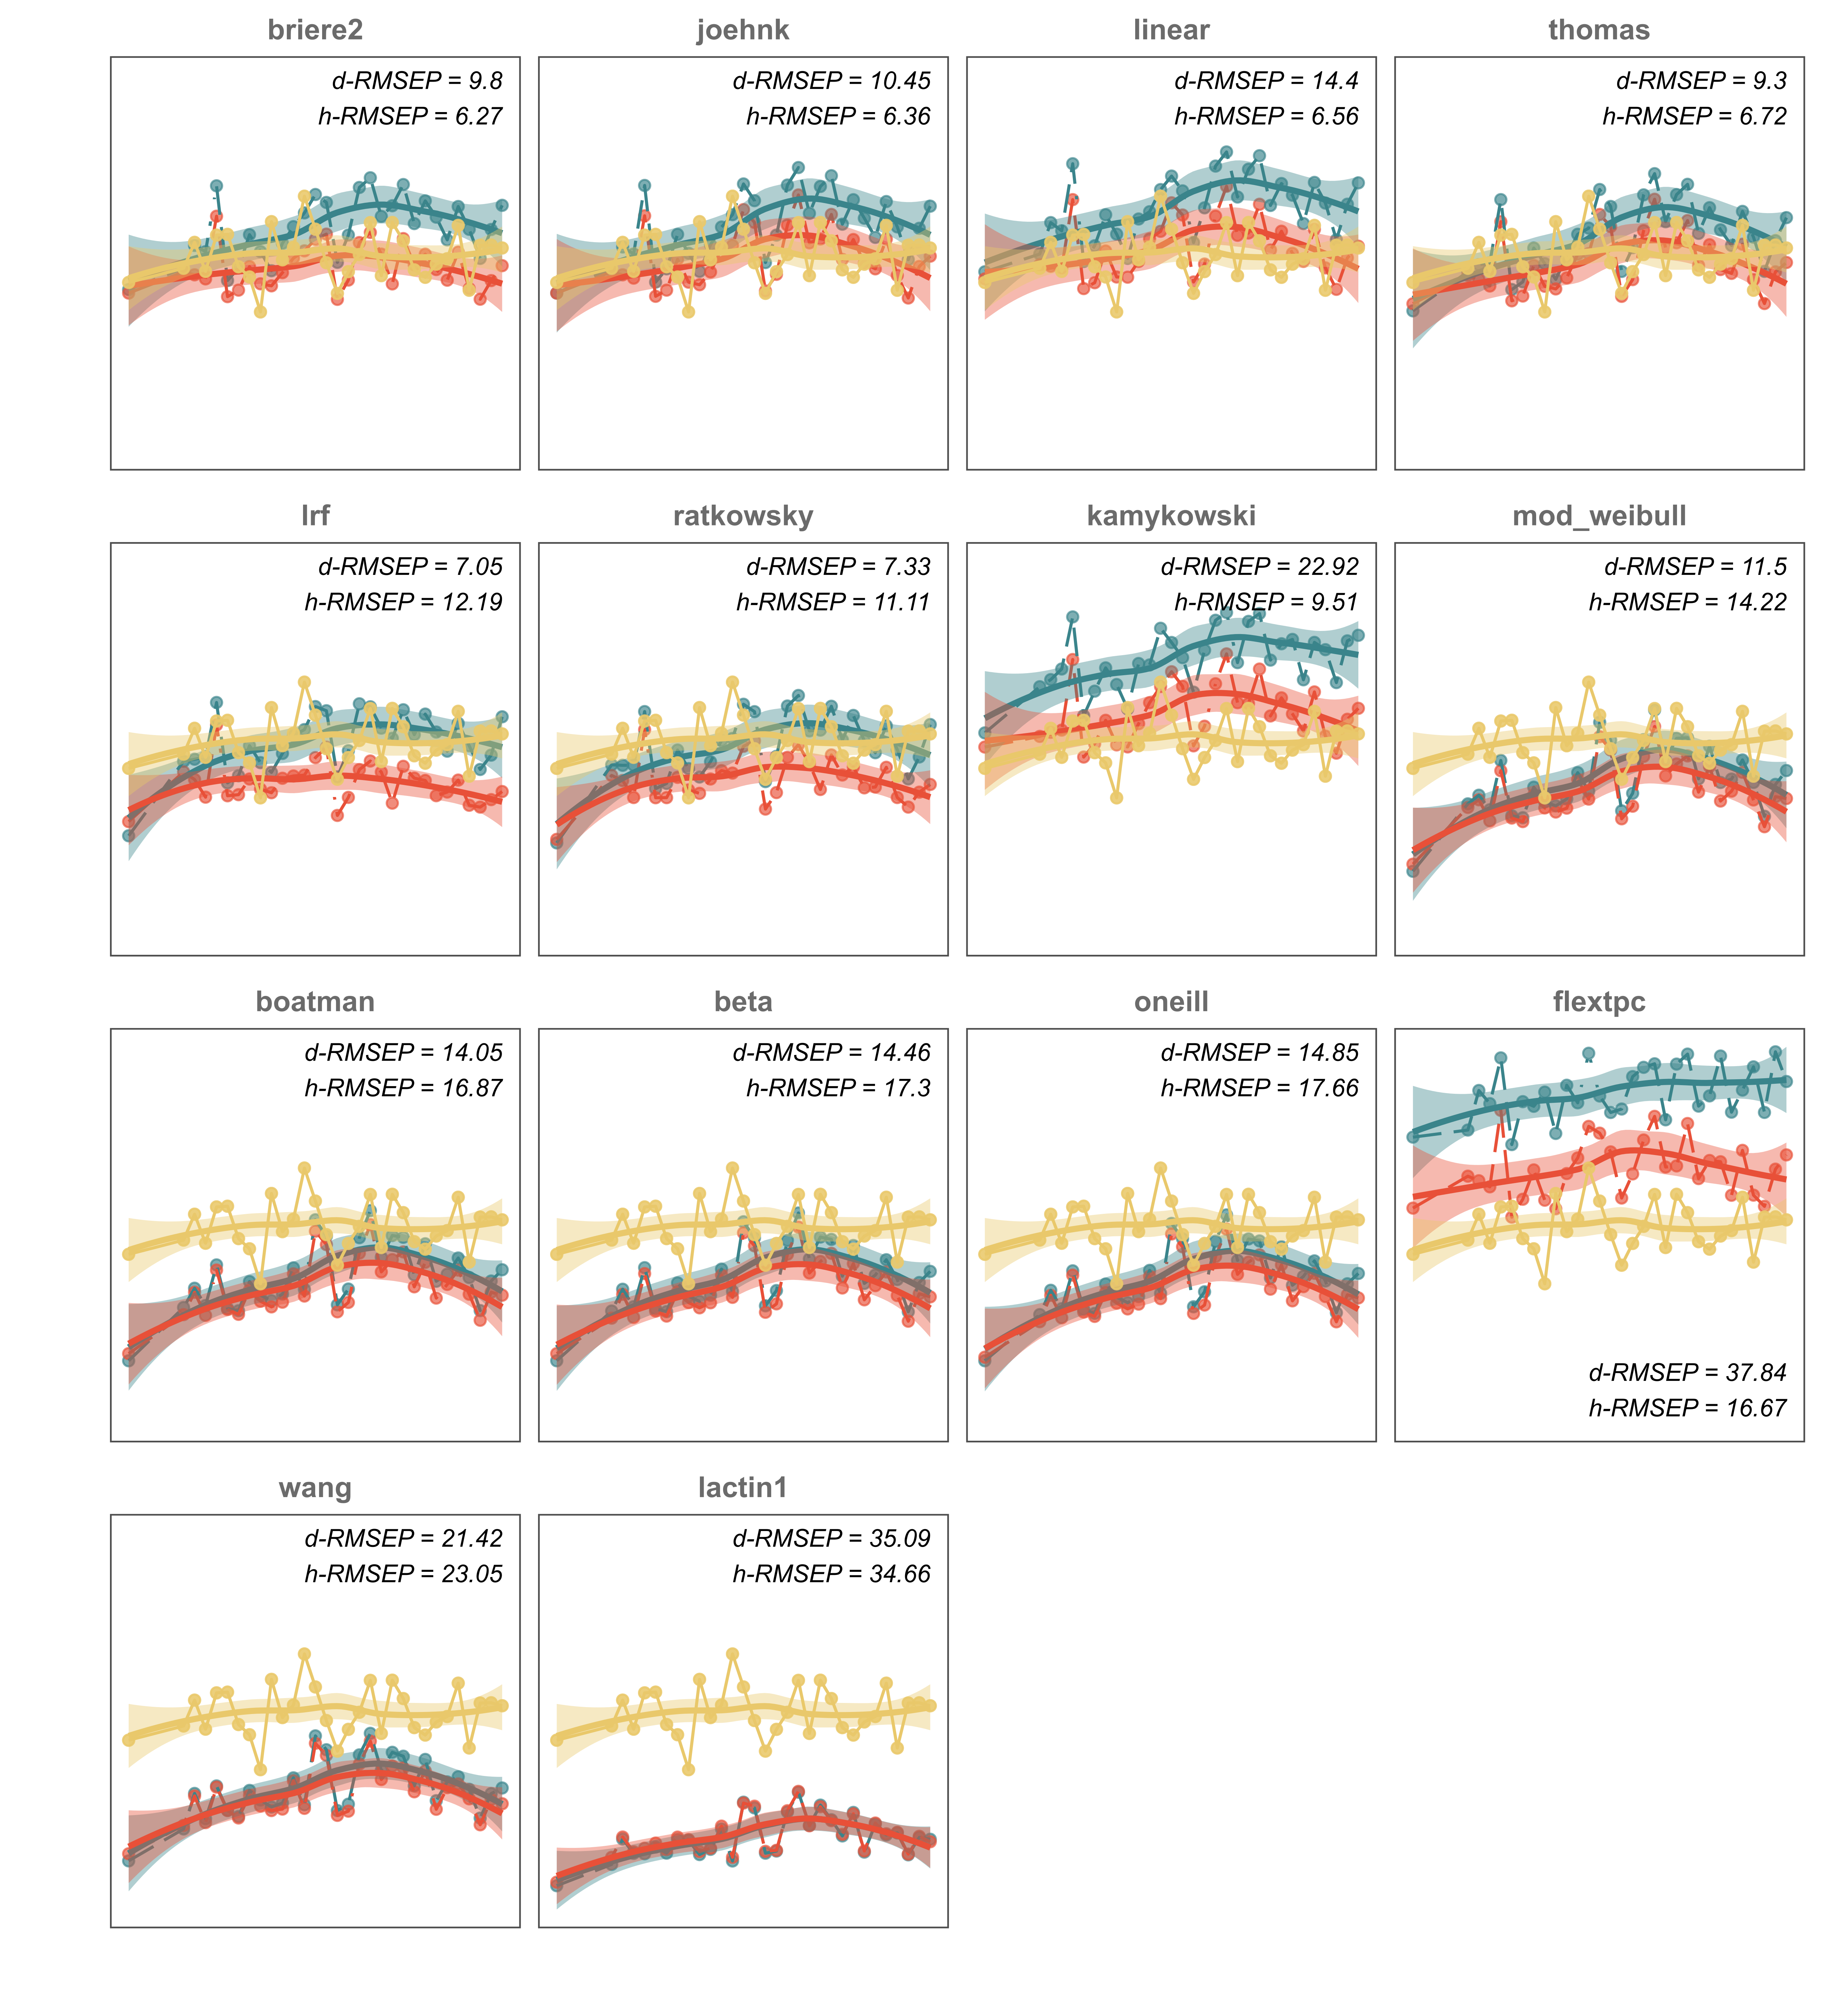 briere2
d-RMSEP = 9.8
h-RMSEP = 6.27
joehnk
d-RMSEP = 10.45
h-RMSEP = 6.36
linear
d-RMSEP = 14.4
h-RMSEP = 6.56
thomas
d-RMSEP = 9.3
h-RMSEP = 6.72
lrf
d-RMSEP = 7.05
h-RMSEP = 12.19
ratkowsky
d-RMSEP = 7.33
h-RMSEP = 11.11
kamykowski
d-RMSEP = 22.92
h-RMSEP = 9.51
mod_weibull
d-RMSEP = 11.5
h-RMSEP = 14.22
boatman
d-RMSEP = 14.05
h-RMSEP = 16.87
beta
d-RMSEP = 14.46
h-RMSEP = 17.3
oneill
d-RMSEP = 14.85
h-RMSEP = 17.66
flextpc
d-RMSEP = 37.84
h-RMSEP = 16.67
wang
d-RMSEP = 21.42
h-RMSEP = 23.05
lactin1
d-RMSEP = 35.09
h-RMSEP = 34.66